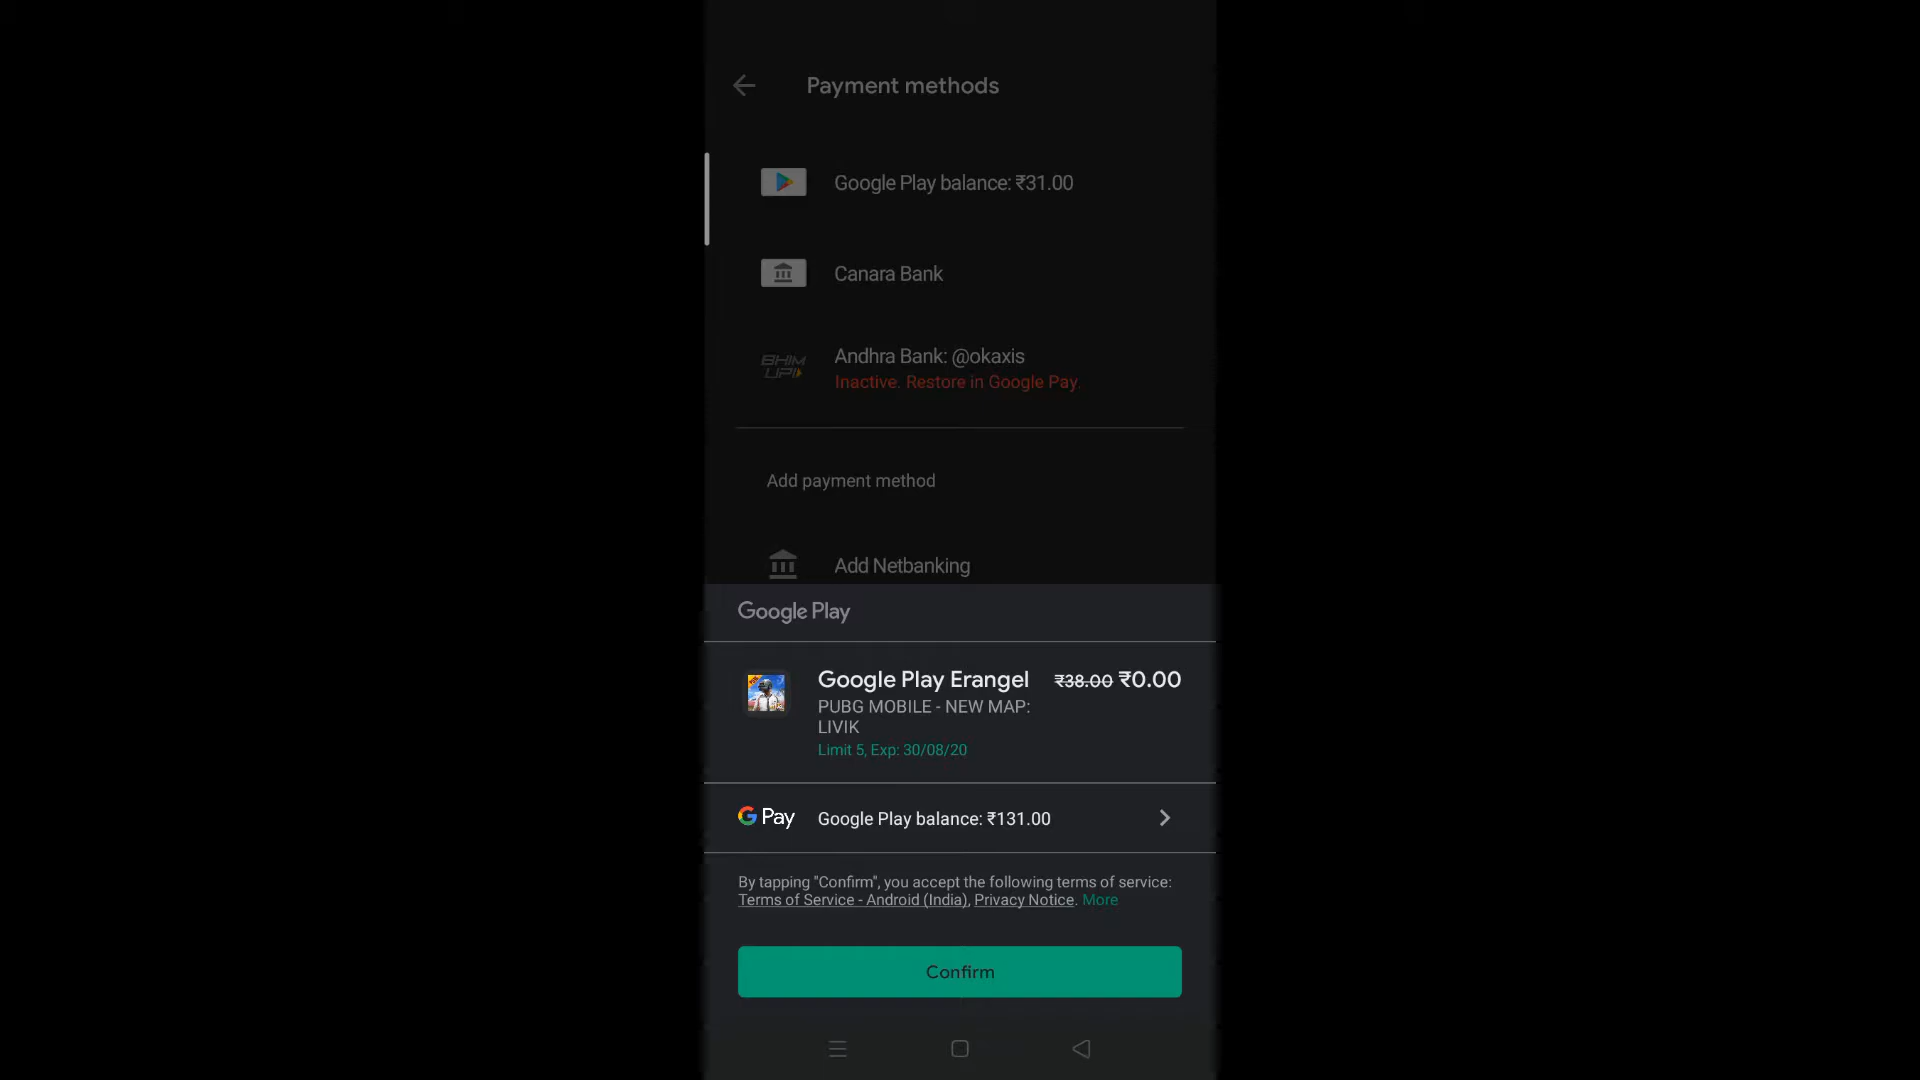 Payment methods
Google Play balance: ₹31.00
Canara Bank
BHIM
UPI
Andhra Bank: @okaxis
Inactive. Restore in Google Pay.
Add payment method
Add Netbanking
Google Play
Google Play Erangel ₹38.00 ₹0.00
PUBG MOBILE - NEW MAP:
LIVIK
Limit 5, Exp: 30/08/20
G Pay Google Play balance: ₹131.00
By tapping "Confirm", you accept the following terms of service:
Terms of Service - Android (India), Privacy Notice. More
Confirm